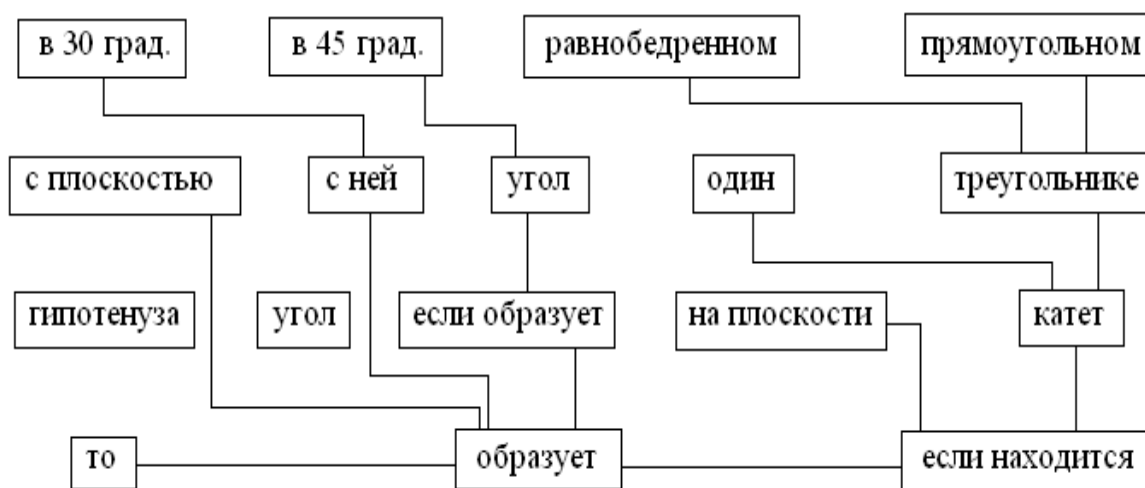 в 30 град.
в 45 град.
равнобедренном
прямоугольном
с плоскостью
с ней
угол
один
треугольнике
гипотенуза
угол
если образует
на плоскости
катет
то
образует
если находится